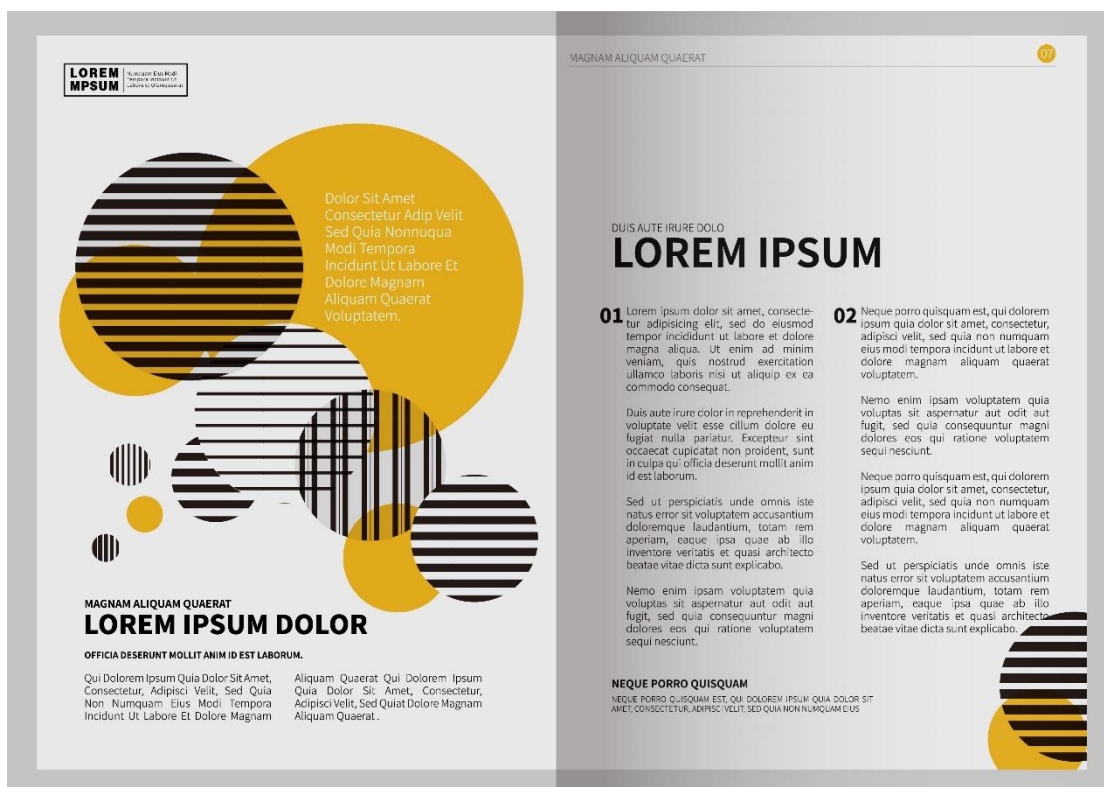 LOREM
MPSUM
Numquam Eius Modi
Tempora Incidunt Ut
Labore Et
Dolor Sit Amet
Consectetur Adip Velit
Sed Quia Nonnuqua
Modi Tempora
Incidunt Ut Labore Et
Dolore Magnam
Aliquam Quaerat
Voluptatem.
MAGNAM ALIQUAM QUAERAT
LOREM IPSUM DOLOR
OFFICIA DESERUNT MOLLIT ANIM ID EST LABORUM.
Qui Dolorem Ipsum Quia Dolor Sit Amet,
Consectetur, Adipisci Velit, Sed Quia
Non Numquam Eius Modi Tempora
Incidunt Ut Labore Et Dolore Magnam
Aliquam Quaerat Qui Dolorem Ipsum
Quia Dolor Sit Amet, Consectetur,
Adipisci Velit, Sed Quiat Dolore Magnam
Aliquam Quaerat .
MAGNAM ALIQUAM QUAERAT
07
DUIS AUTE IRURE DOLO
LOREM IPSUM
01
Lorem ipsum dolor sit amet, consecte-
tur adipisicing elit, sed do eiusmod
tempor incididunt ut labore et dolore
magna aliqua. Ut enim ad minim
veniam, quis nostrud exercitation
ullamco laboris nisi ut aliquip ex ea
commodo consequat.
Duis aute irure dolor in reprehenderit in
voluptate velit esse cillum dolore eu
fugiat nulla pariatur. Excepteur sint
occaecat cupidatat non proident, sunt
in culpa qui officia deserunt mollit anim
id est laborum.
Sed ut perspiciatis unde omnis iste
natus error sit voluptatem accusantium
doloremque laudantium, totam rem
aperiam, eaque ipsa quae ab illo
inventore veritatis et quasi architecto
beatae vitae dicta sunt explicabo.
Nemo enim ipsam voluptatem quia
voluptas sit aspernatur aut odit aut
fugit, sed quia consequuntur magni
dolores eos qui ratione voluptatem
sequi nesciunt.
02
Neque porro quisquam est, qui dolorem
ipsum quia dolor sit amet, consectetur,
adipisci velit, sed quia non numquam
eius modi tempora incidunt ut labore et
dolore magnam aliquam quaerat
voluptatem.
Nemo enim ipsam voluptatem quia
voluptas sit aspernatur aut odit aut
fugit, sed quia consequuntur magni
dolores eos qui ratione voluptatem
sequi nesciunt.
Neque porro quisquam est, qui dolorem
ipsum quia dolor sit amet, consectetur,
adipisci velit, sed quia non numquam
eius modi tempora incidunt ut labore et
dolore magnam aliquam quaerat
voluptatem.
Sed ut perspiciatis unde omnis iste
natus error sit voluptatem accusantium
doloremque laudantium, totam rem
aperiam, eaque ipsa quae ab illo
inventore veritatis et quasi architecto
beatae vitae dicta sunt explicabo.
NEQUE PORRO QUISQUAM
NEQUE PORRO QUISQUAM EST, QUI DOLOREM IPSUM QUIA DOLOR SIT
AMET, CONSECTETUR, ADIPISCI VELIT, SED QUIA NON NUMQUAM EIUS